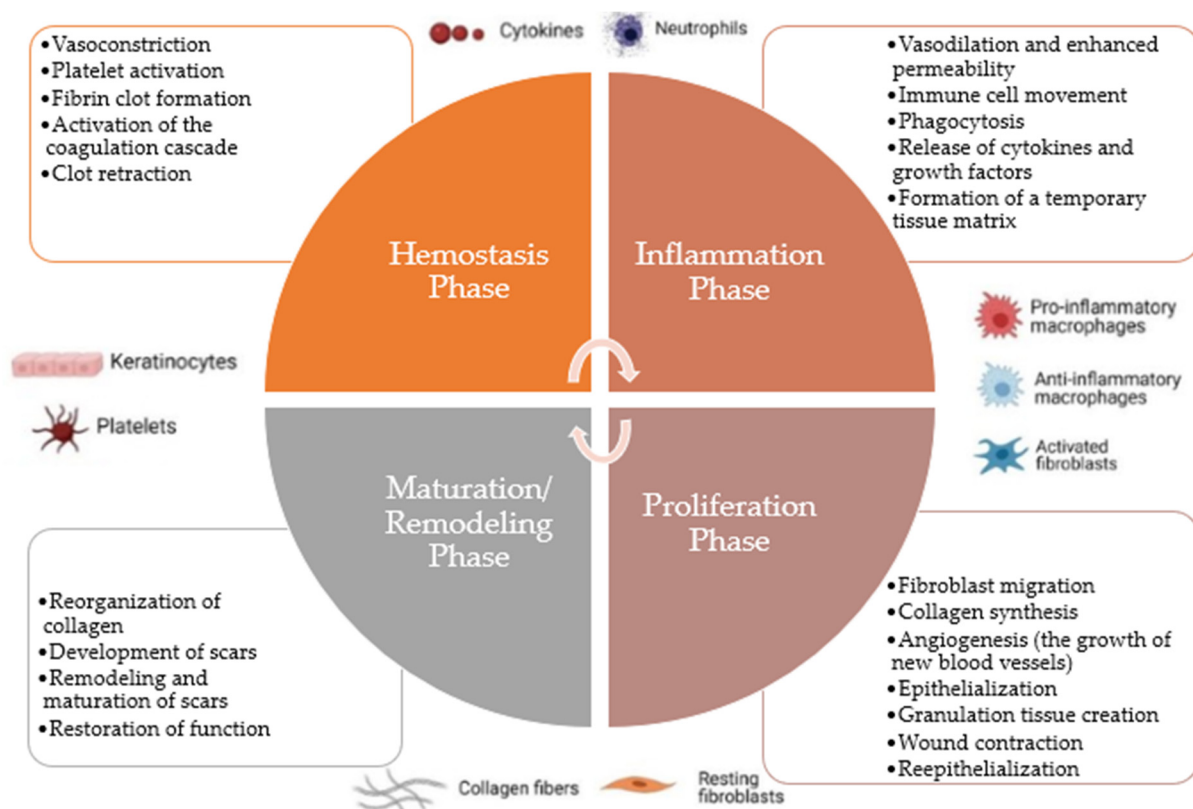 Cytokines
Neutrophils
•Vasoconstriction
•Platelet activation
•Fibrin clot formation
•Activation of the
coagulation cascade
•Clot retraction
•Vasodilation and enhanced
permeability
•Immune cell movement
•Phagocytosis
•Release of cytokines and
growth factors
•Formation of a temporary
tissue matrix
Hemostasis
Phase
Inflammation
Phase
Keratinocytes
Platelets
Pro-inflammatory
macrophages
Anti-inflammatory
macrophages
Activated
fibroblasts
Maturation/
Remodeling
Phase
Proliferation
Phase
•Reorganization of
collagen
•Development of scars
•Remodeling and
maturation of scars
•Restoration of function
•Fibroblast migration
•Collagen synthesis
•Angiogenesis (the growth of
new blood vessels)
•Epithelialization
•Granulation tissue creation
•Wound contraction
•Reepithelialization
Collagen fibers
Resting
fibroblasts